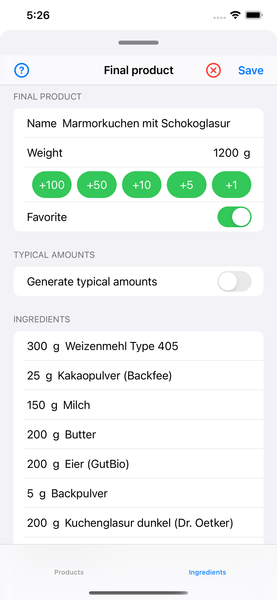 5:26
?
Final product
Save
FINAL PRODUCT
Name Marmorkuchen mit Schokoglasur
Weight 1200 g
+100 +50 +10 +5 +1
Favorite
TYPICAL AMOUNTS
Generate typical amounts
INGREDIENTS
300 g Weizenmehl Type 405
25 g Kakaopulver (Backfee)
150 g Milch
200 g Butter
200 g Eier (GutBio)
5 g Backpulver
200 g Kuchenglasur dunkel (Dr. Oetker)
Products Ingredients